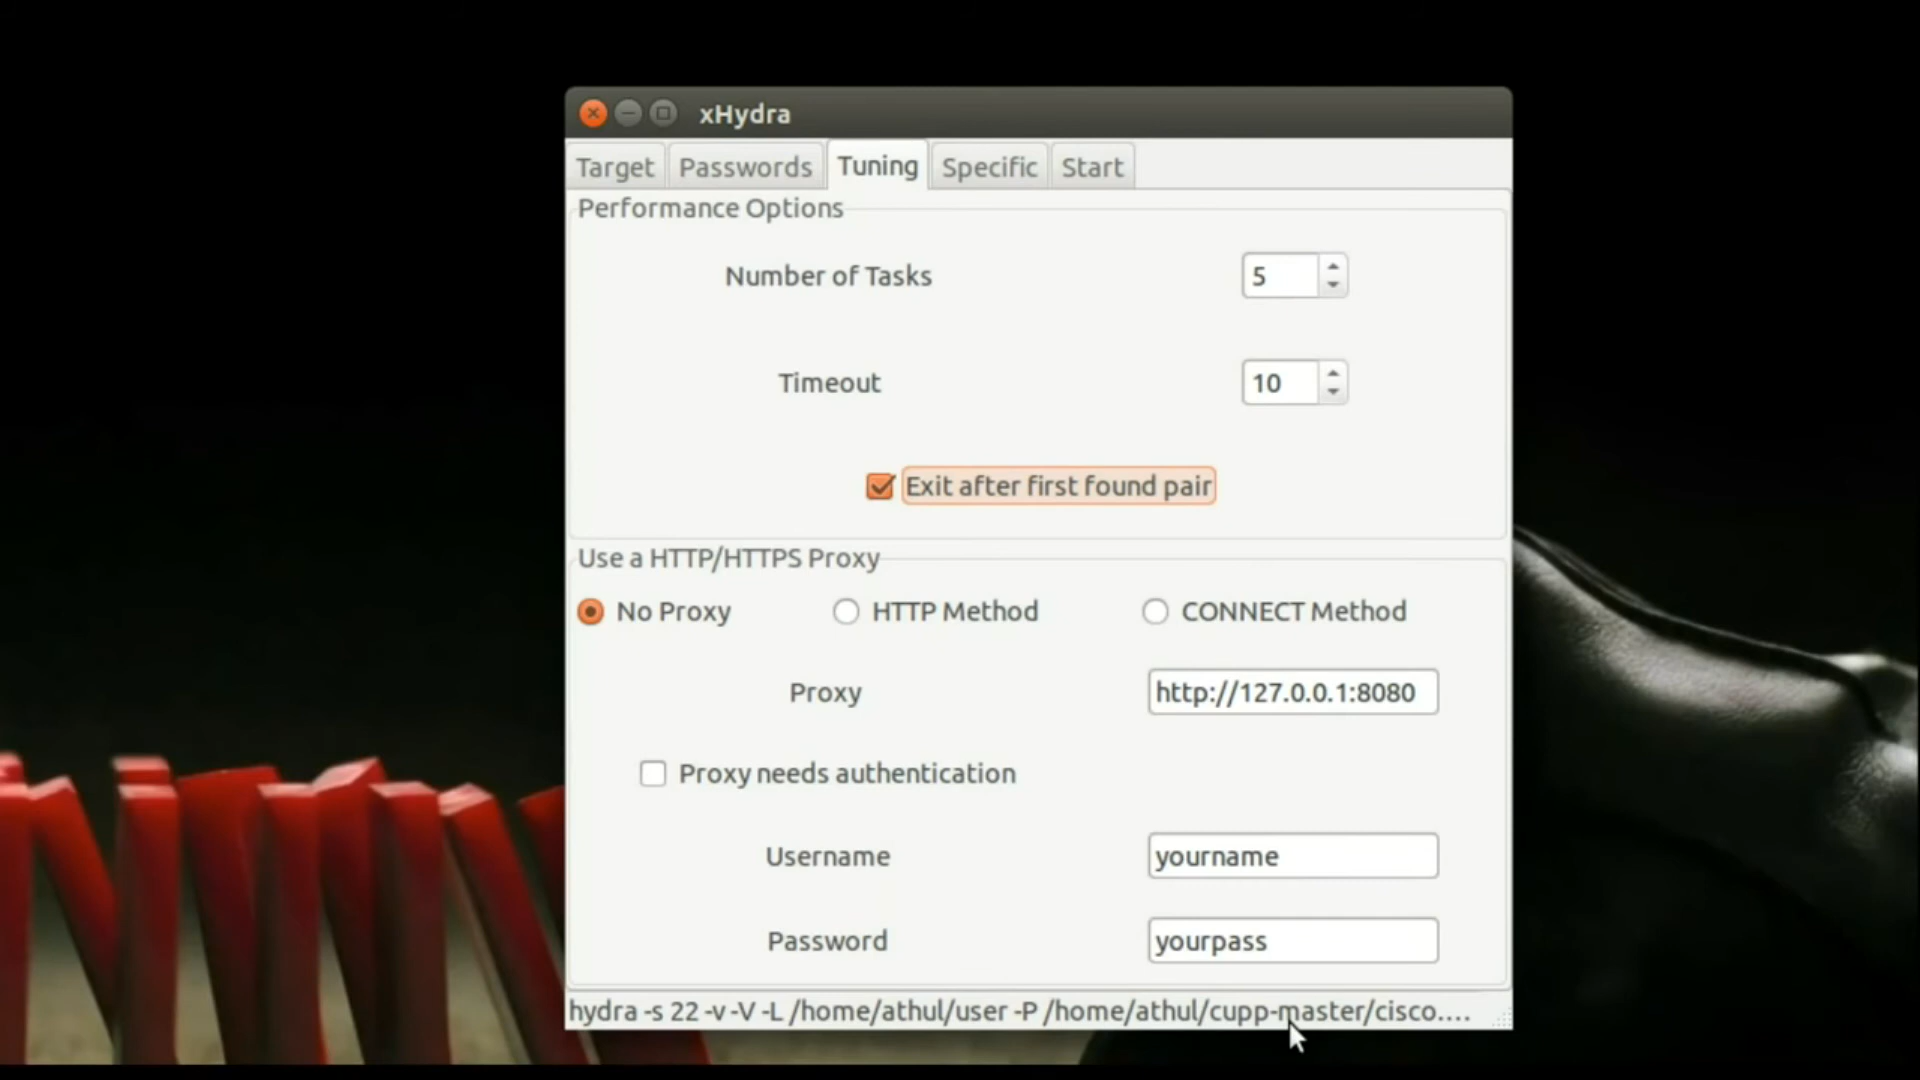 xHydra
Target Passwords Tuning Specific Start
Performance Options
Number of Tasks 5
Timeout 10
Exit after first found pair
Use a HTTP/HTTPS Proxy
No Proxy HTTP Method CONNECT Method
Proxy http://127.0.0.1:8080
Proxy needs authentication
Username yourname
Password yourpass
hydra -s 22 -v -V -L /home/athul/user -P /home/athul/cupp-master/cisco....